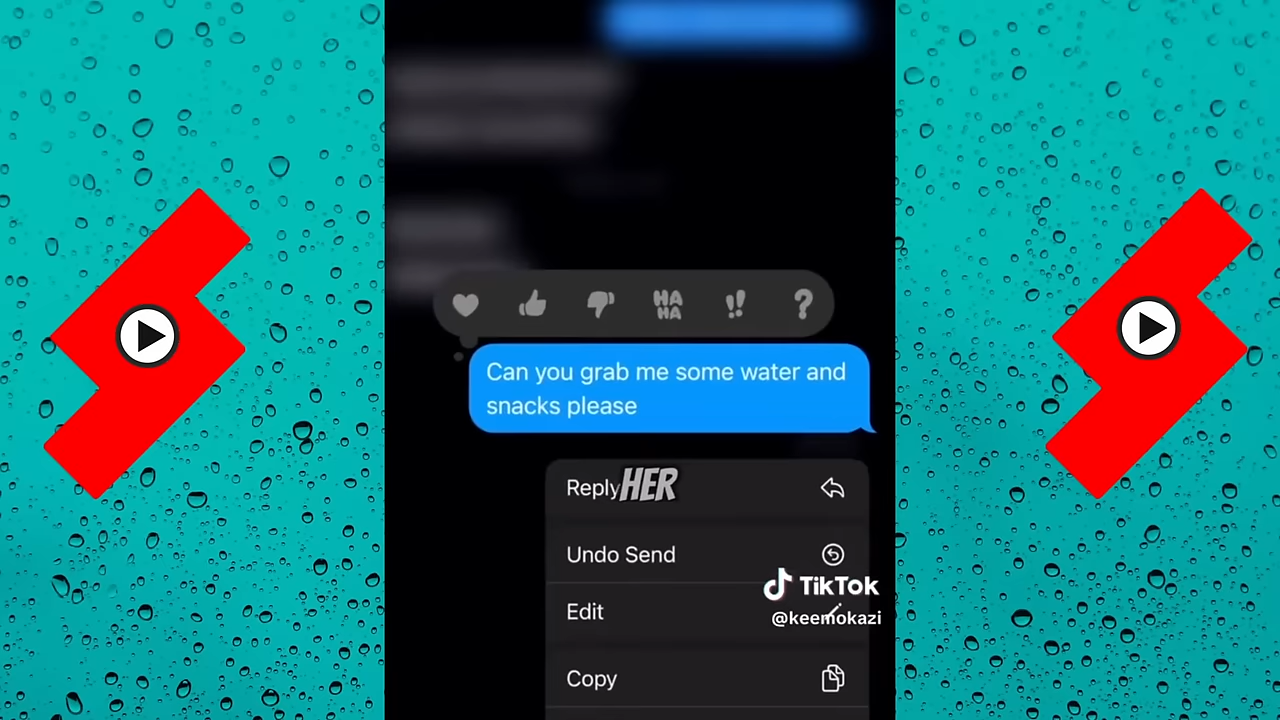 HA
HA
!!
?
Can you grab me some water and
snacks please
Reply
HER
Undo Send
TikTok
Edit
@keemokazi
Copy